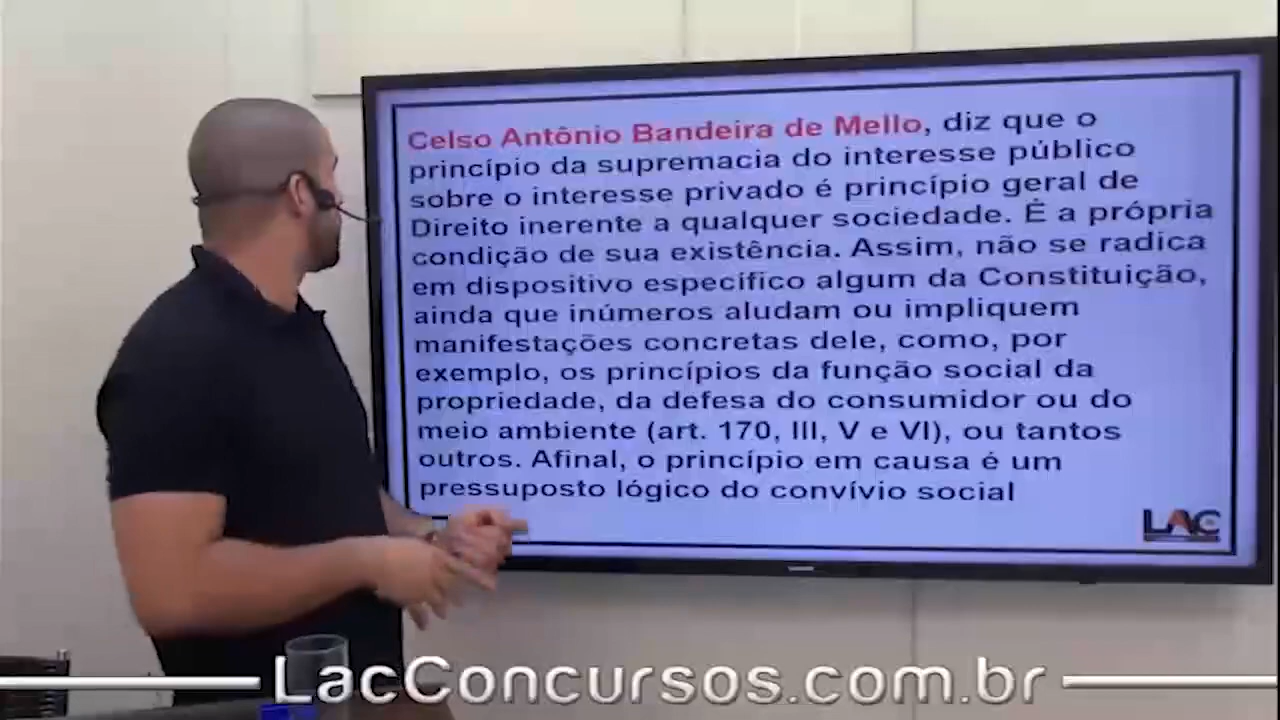 Celso Antônio Bandeira de Mello, diz que o
princípio da supremacia do interesse público
sobre o interesse privado é princípio geral de
Direito inerente a qualquer sociedade. É a própria
condição de sua existência. Assim, não se radica
em dispositivo específico algum da Constituição,
ainda que inúmeros aludam ou impliquem
manifestações concretas dele, como, por
exemplo, os princípios da função social da
propriedade, da defesa do consumidor ou do
meio ambiente (art. 170, III, V e VI), ou tantos
outros. Afinal, o princípio em causa é um
pressuposto lógico do convívio social
LAC
LacConcursos.com.br